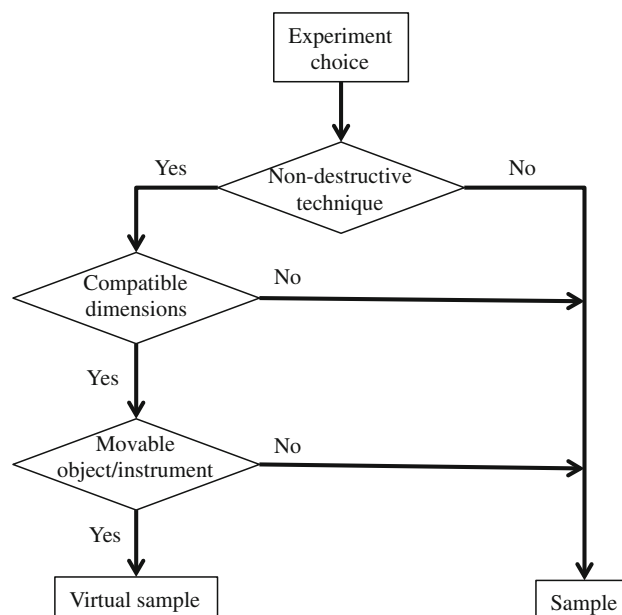 Experiment
choice
Yes
No
Non-destructive
technique
Compatible
dimensions
No
Yes
Movable
object/instrument
No
Yes
Virtual sample
Sample